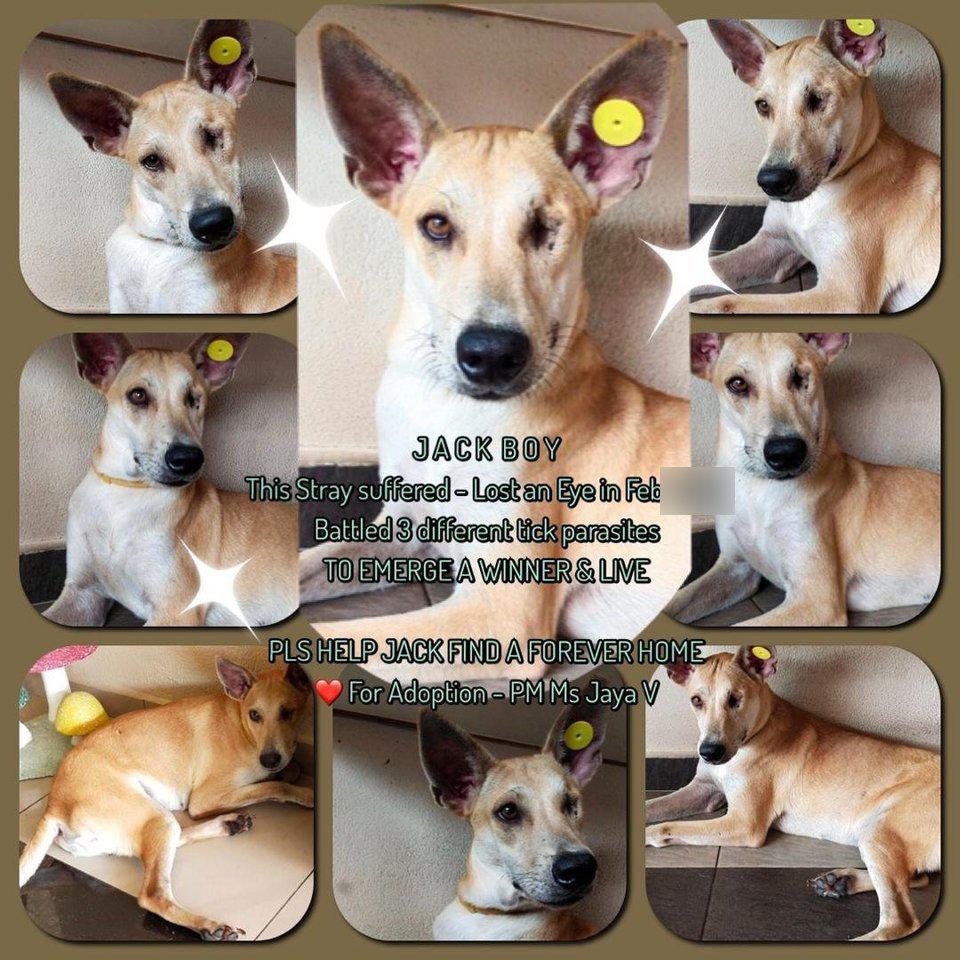 JACK BOY
This Stray suffered - Lost an Eye in Feb
Battled 3 different tick parasites
TO EMERGE A WINNER & LIVE
PLS HELP JACK FIND A FOREVER HOME
❤️ For Adoption - PM Ms Jaya V